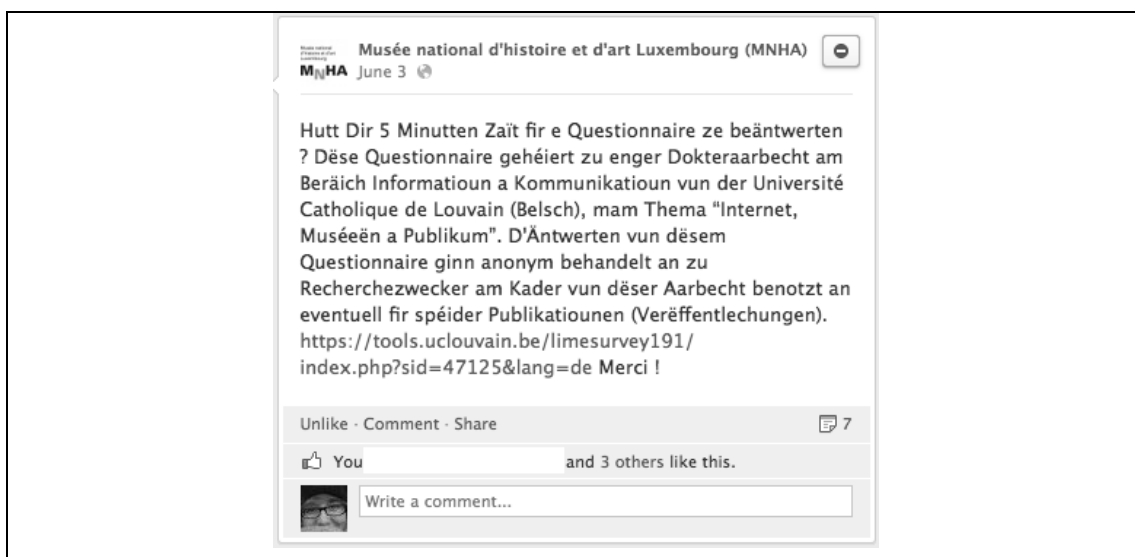 Musée national d'histoire et d'art Luxembourg (MNHA)
MNHA June 3
Hutt Dir 5 Minutten Zaït fir e Questionnaire ze beäntwerten
? Dëse Questionnaire gehéiert zu enger Dokteraarbecht am
Beräich Informatioun a Kommunikatioun vun der Université
Catholique de Louvain (Belsch), mam Thema “Internet,
Muséeën a Publikum”. D'Äntwerten vun dësem
Questionnaire ginn anonym behandelt an zu
Recherchezwecker am Kader vun dëser Aarbecht benotzt an
eventuell fir spéider Publikatiounen (Verëffentlechungen).
https://tools.uclouvain.be/limesurvey191/
index.php?sid=47125&lang=de Merci !
Unlike · Comment · Share 7
You and 3 others like this.
Write a comment...